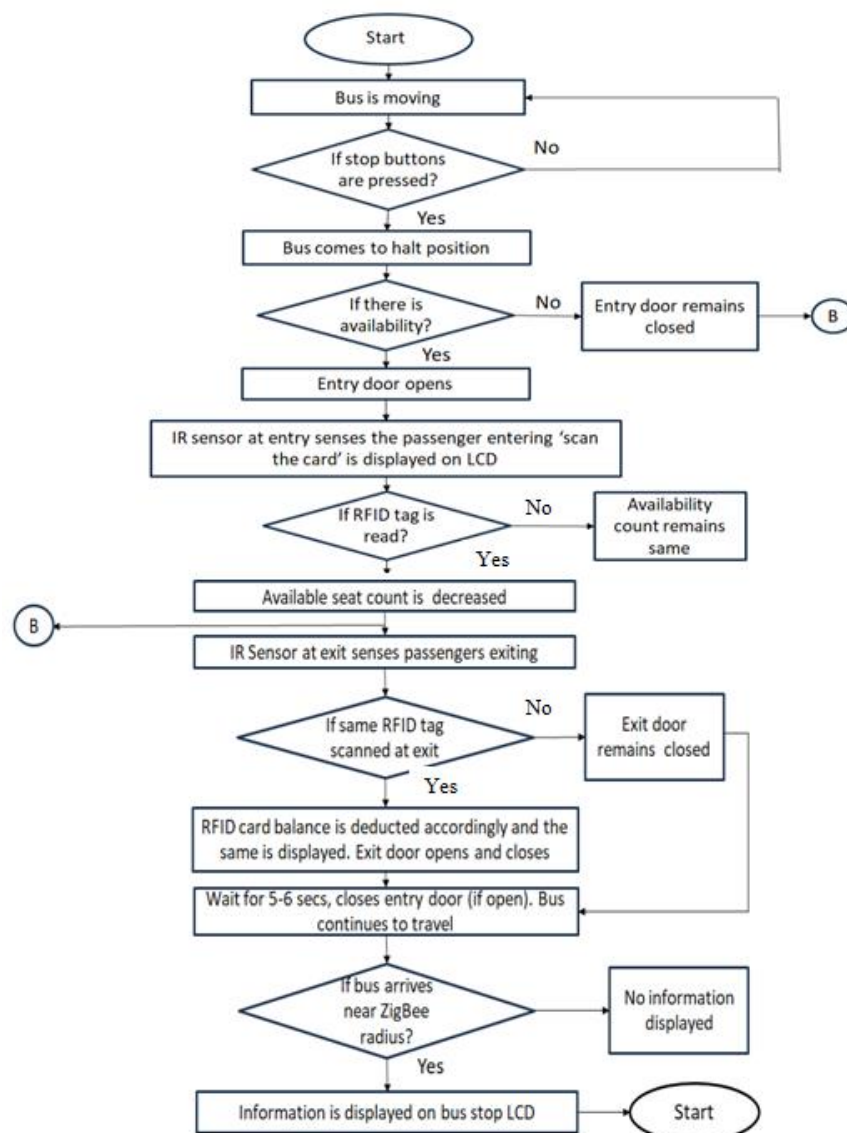 Start
Bus is moving
If stop buttons
are pressed?
No
Yes
Bus comes to halt position
If there is
availability?
No
Entry door remains
closed
B
Yes
Entry door opens
IR sensor at entry senses the passenger entering ‘scan
the card’ is displayed on LCD
If RFID tag is
read?
No
Availability
count remains
same
Yes
Available seat count is decreased
B
IR Sensor at exit senses passengers exiting
If same RFID tag
scanned at exit
No
Exit door
remains closed
Yes
RFID card balance is deducted accordingly and the
same is displayed. Exit door opens and closes
Wait for 5-6 secs, closes entry door (if open). Bus
continues to travel
If bus arrives
near ZigBee
radius?
No information
displayed
Yes
Information is displayed on bus stop LCD
Start